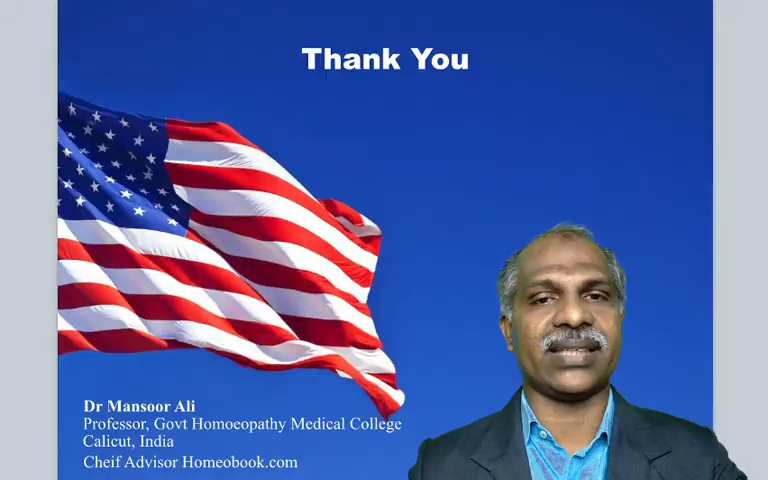 Thank You
Dr Mansoor Ali
Professor, Govt Homoeopathy Medical College
Calicut, India
Cheif Advisor Homeobook.com